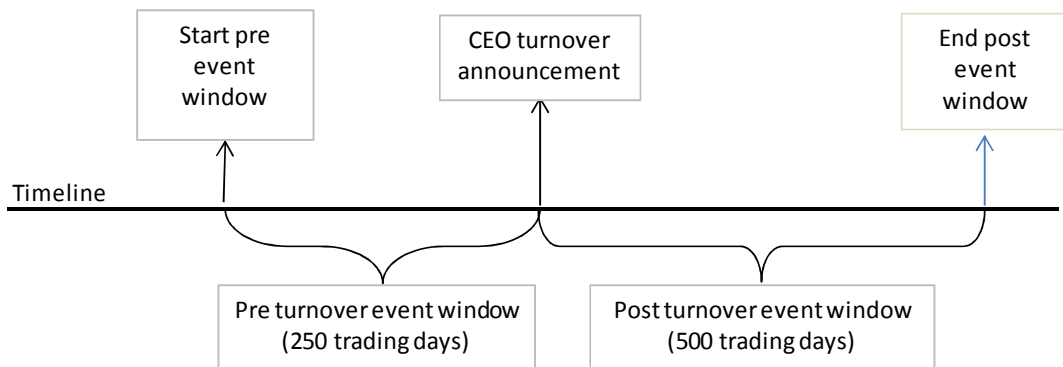 Start pre
event
window
CEO turnover
announcement
End post
event
window
Timeline
Pre turnover event window
(250 trading days)
Post turnover event window
(500 trading days)